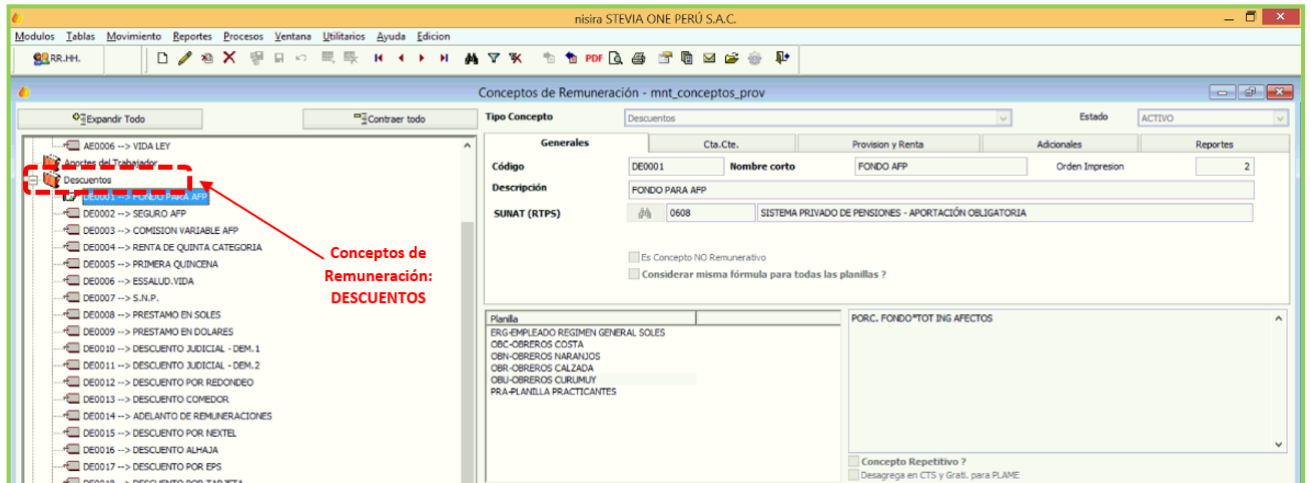 nisira STEVIA ONE PERÚ S.A.C.
Modulos Tablas Movimiento Reportes Procesos Ventana Utilitarios Ayuda Edicion
RR.HH.
PDF
Conceptos de Remuneración - mnt_conceptos_prov
Expandir Todo
Contraer todo
AE0006 --> VIDA LEY
Aportes del Trabajador
Descuentos
DE0001 --> FONDO PARA AFP
DE0002 --> SEGURO AFP
DE0003 --> COMISION VARIABLE AFP
DE0004 --> RENTA DE QUINTA CATEGORIA
DE0005 --> PRIMERA QUINCENA
DE0006 --> ESSALUD.VIDA
DE0007 --> S.N.P.
DE0008 --> PRESTAMO EN SOLES
DE0009 --> PRESTAMO EN DOLARES
DE0010 --> DESCUENTO JUDICIAL - DEM.1
DE0011 --> DESCUENTO JUDICIAL - DEM.2
DE0012 --> DESCUENTO POR REDONDEO
DE0013 --> DESCUENTO COMEDOR
DE0014 --> ADELANTO DE REMUNERACIONES
DE0015 --> DESCUENTO POR NEXTEL
DE0016 --> DESCUENTO ALHAJA
DE0017 --> DESCUENTO POR EPS
DE0018 --> DESCUENTO POR TARJETA
Conceptos de
Remuneración:
DESCUENTOS
Tipo Concepto Descuentos Estado ACTIVO
Generales Cta.Cte. Provision y Renta Adicionales Reportes
Código DE0001 Nombre corto FONDO AFP Orden Impresion 2
Descripción FONDO PARA AFP
SUNAT (RTPS) 0608 SISTEMA PRIVADO DE PENSIONES - APORTACIÓN OBLIGATORIA
Es Concepto NO Remunerativo
Considerar misma fórmula para todas las planillas ?
Planilla
ERG-EMPLEADO REGIMEN GENERAL SOLES
OBC-OBREROS COSTA
OBN-OBREROS NARANJOS
OBR-OBREROS CALZADA
OBU-OBREROS CURUMUY
PRA-PLANILLA PRACTICANTES
PORC. FONDO*TOT ING AFECTOS
Concepto Repetitivo ?
Desagrega en CTS y Grati. para PLAME